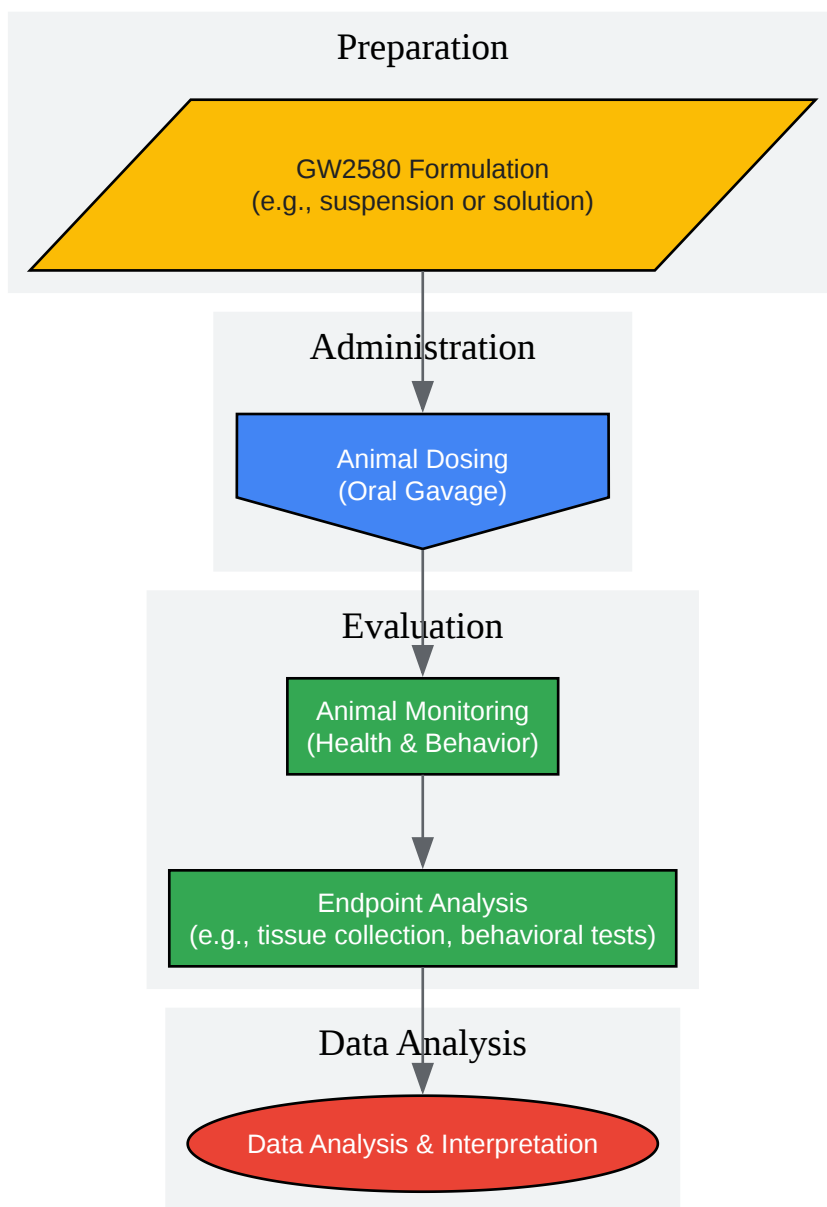 Preparation
GW2580 Formulation
(e.g., suspension or solution)
Administration
Animal Dosing
(Oral Gavage)
Evaluation
Animal Monitoring
(Health & Behavior)
Endpoint Analysis
(e.g., tissue collection, behavioral tests)
Data Analysis
Data Analysis & Interpretation